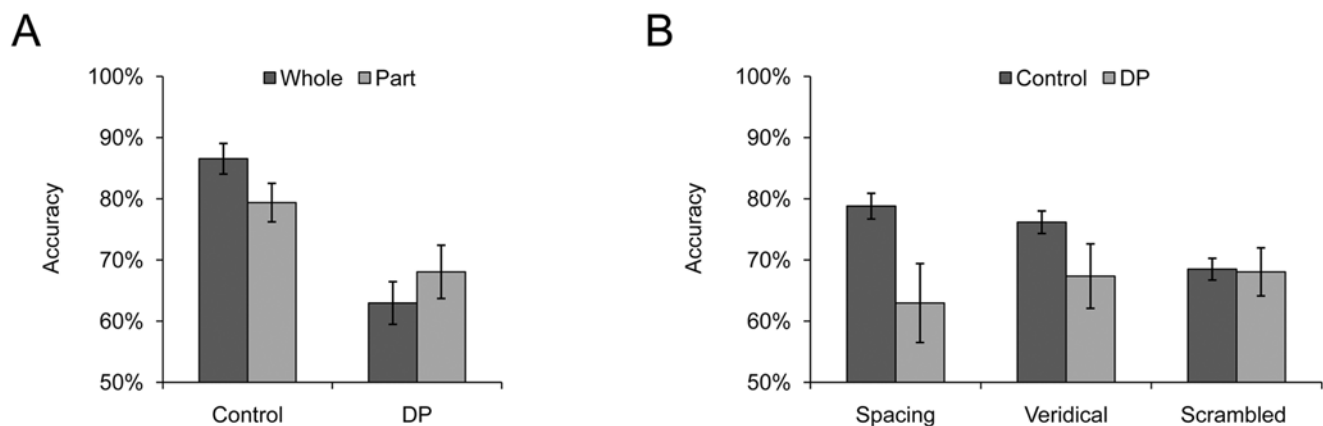 A
B
100%
Whole Part
90%
80%
70%
60%
50%
Accuracy
Control DP
100%
Control DP
90%
80%
70%
60%
50%
Accuracy
Spacing Veridical Scrambled